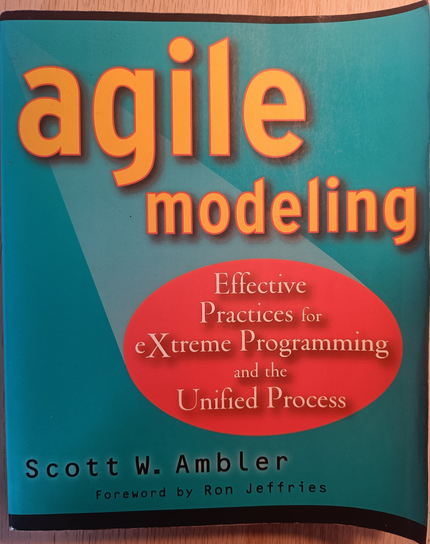 agile
modeling
Effective
Practices for
eXtreme Programming
and the
Unified Process
Scott W. Ambler
Foreword by Ron Jeffries